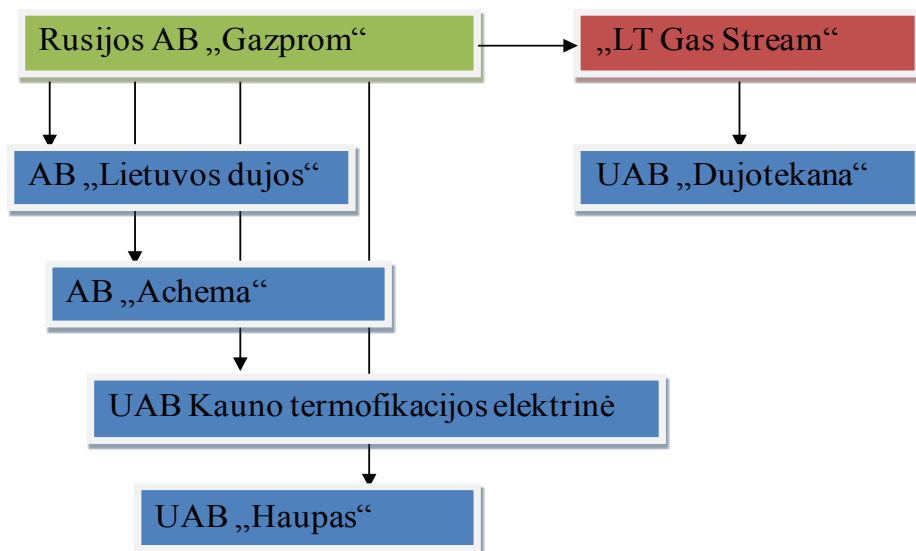 Rusijos AB „Gazprom“
„LT Gas Stream“
AB „Lietuvos dujos“
UAB „Dujotekana“
AB „Achema“
UAB Kauno termofikacijos elektrinė
UAB „Haupas“